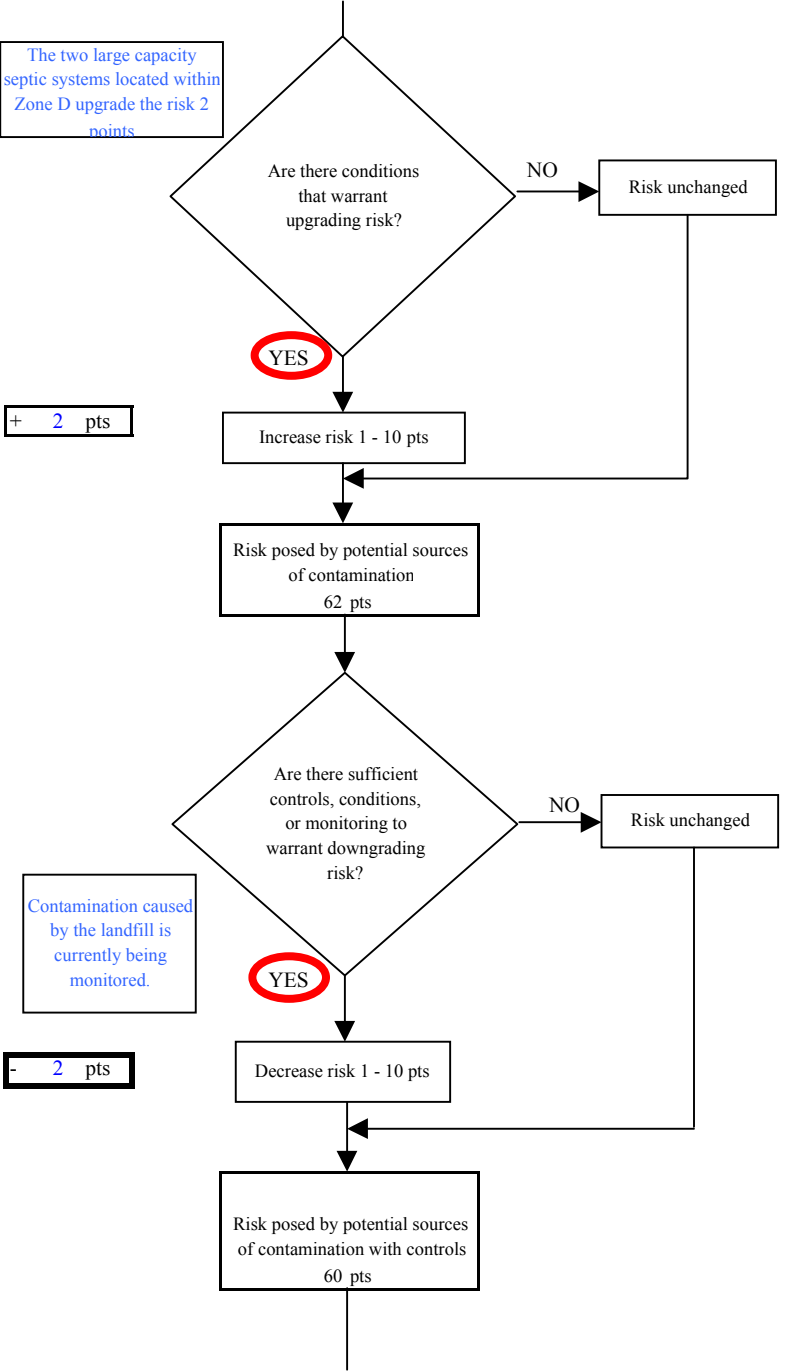 The two large capacity
septic systems located within
Zone D upgrade the risk 2
points
Are there conditions
that warrant
upgrading risk?
NO
Risk unchanged
YES
+ 2 pts
Increase risk 1 - 10 pts
Risk posed by potential sources
of contamination
62 pts
Are there sufficient
controls, conditions,
or monitoring to
warrant downgrading
risk?
NO
Risk unchanged
Contamination caused
by the landfill is
currently being
monitored.
YES
- 2 pts
Decrease risk 1 - 10 pts
Risk posed by potential sources
of contamination with controls
60 pts